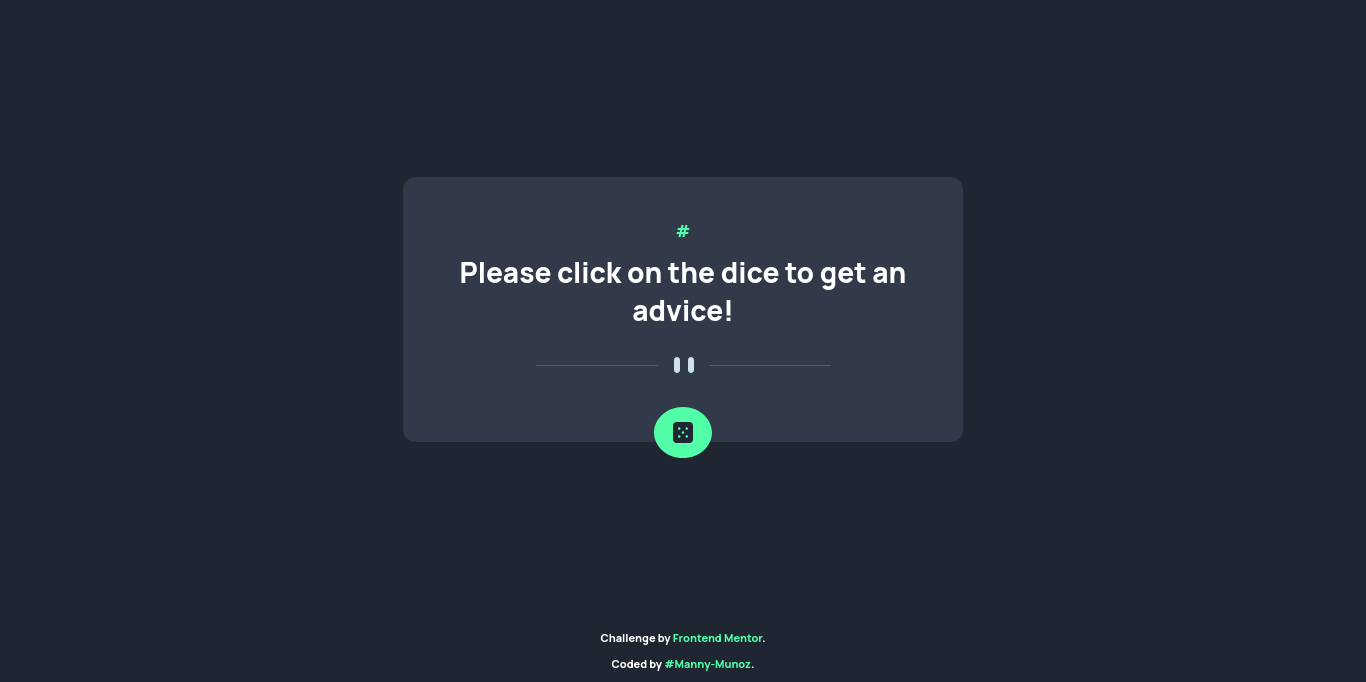 #
Please click on the dice to get an
advice!
Challenge by Frontend Mentor.
Coded by #Manny-Munoz.